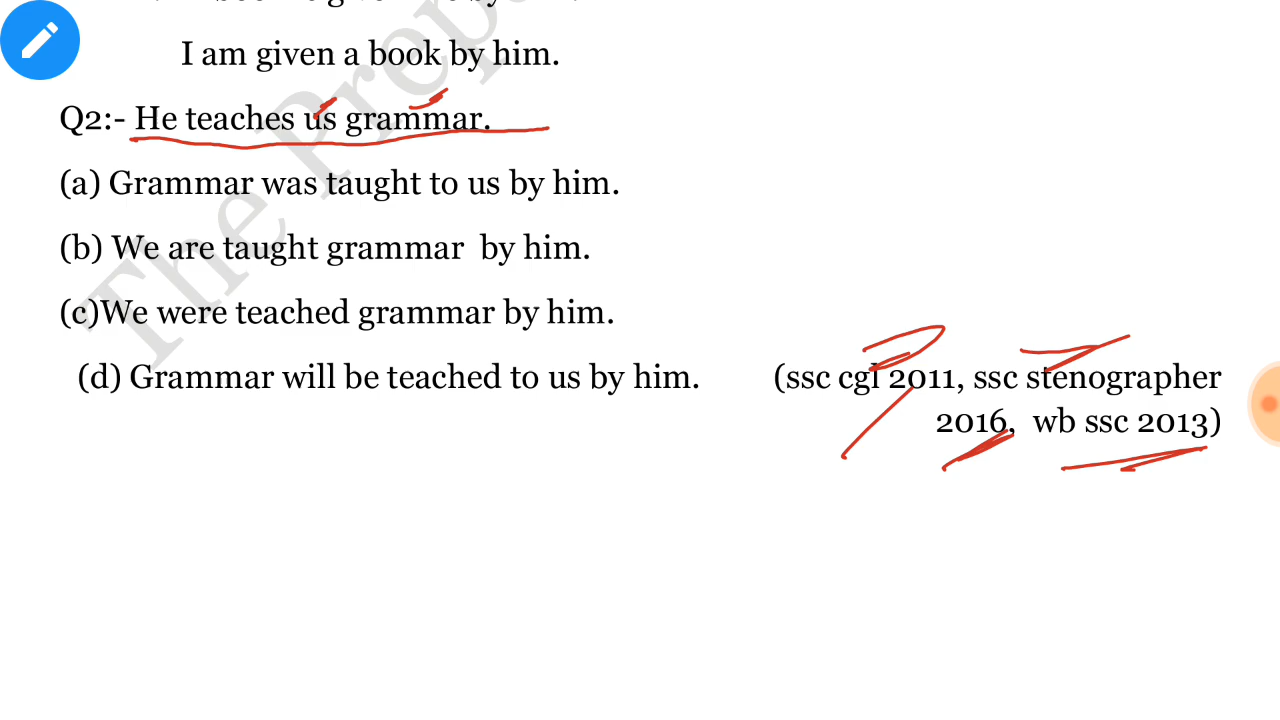 I am given a book by him.
Q2:- He teaches us grammar.
(a) Grammar was taught to us by him.
(b) We are taught grammar by him.
(c)We were teached grammar by him.
(d) Grammar will be teached to us by him. (ssc cgl 2011, ssc stenographer
2016, wb ssc 2013)
The Prep